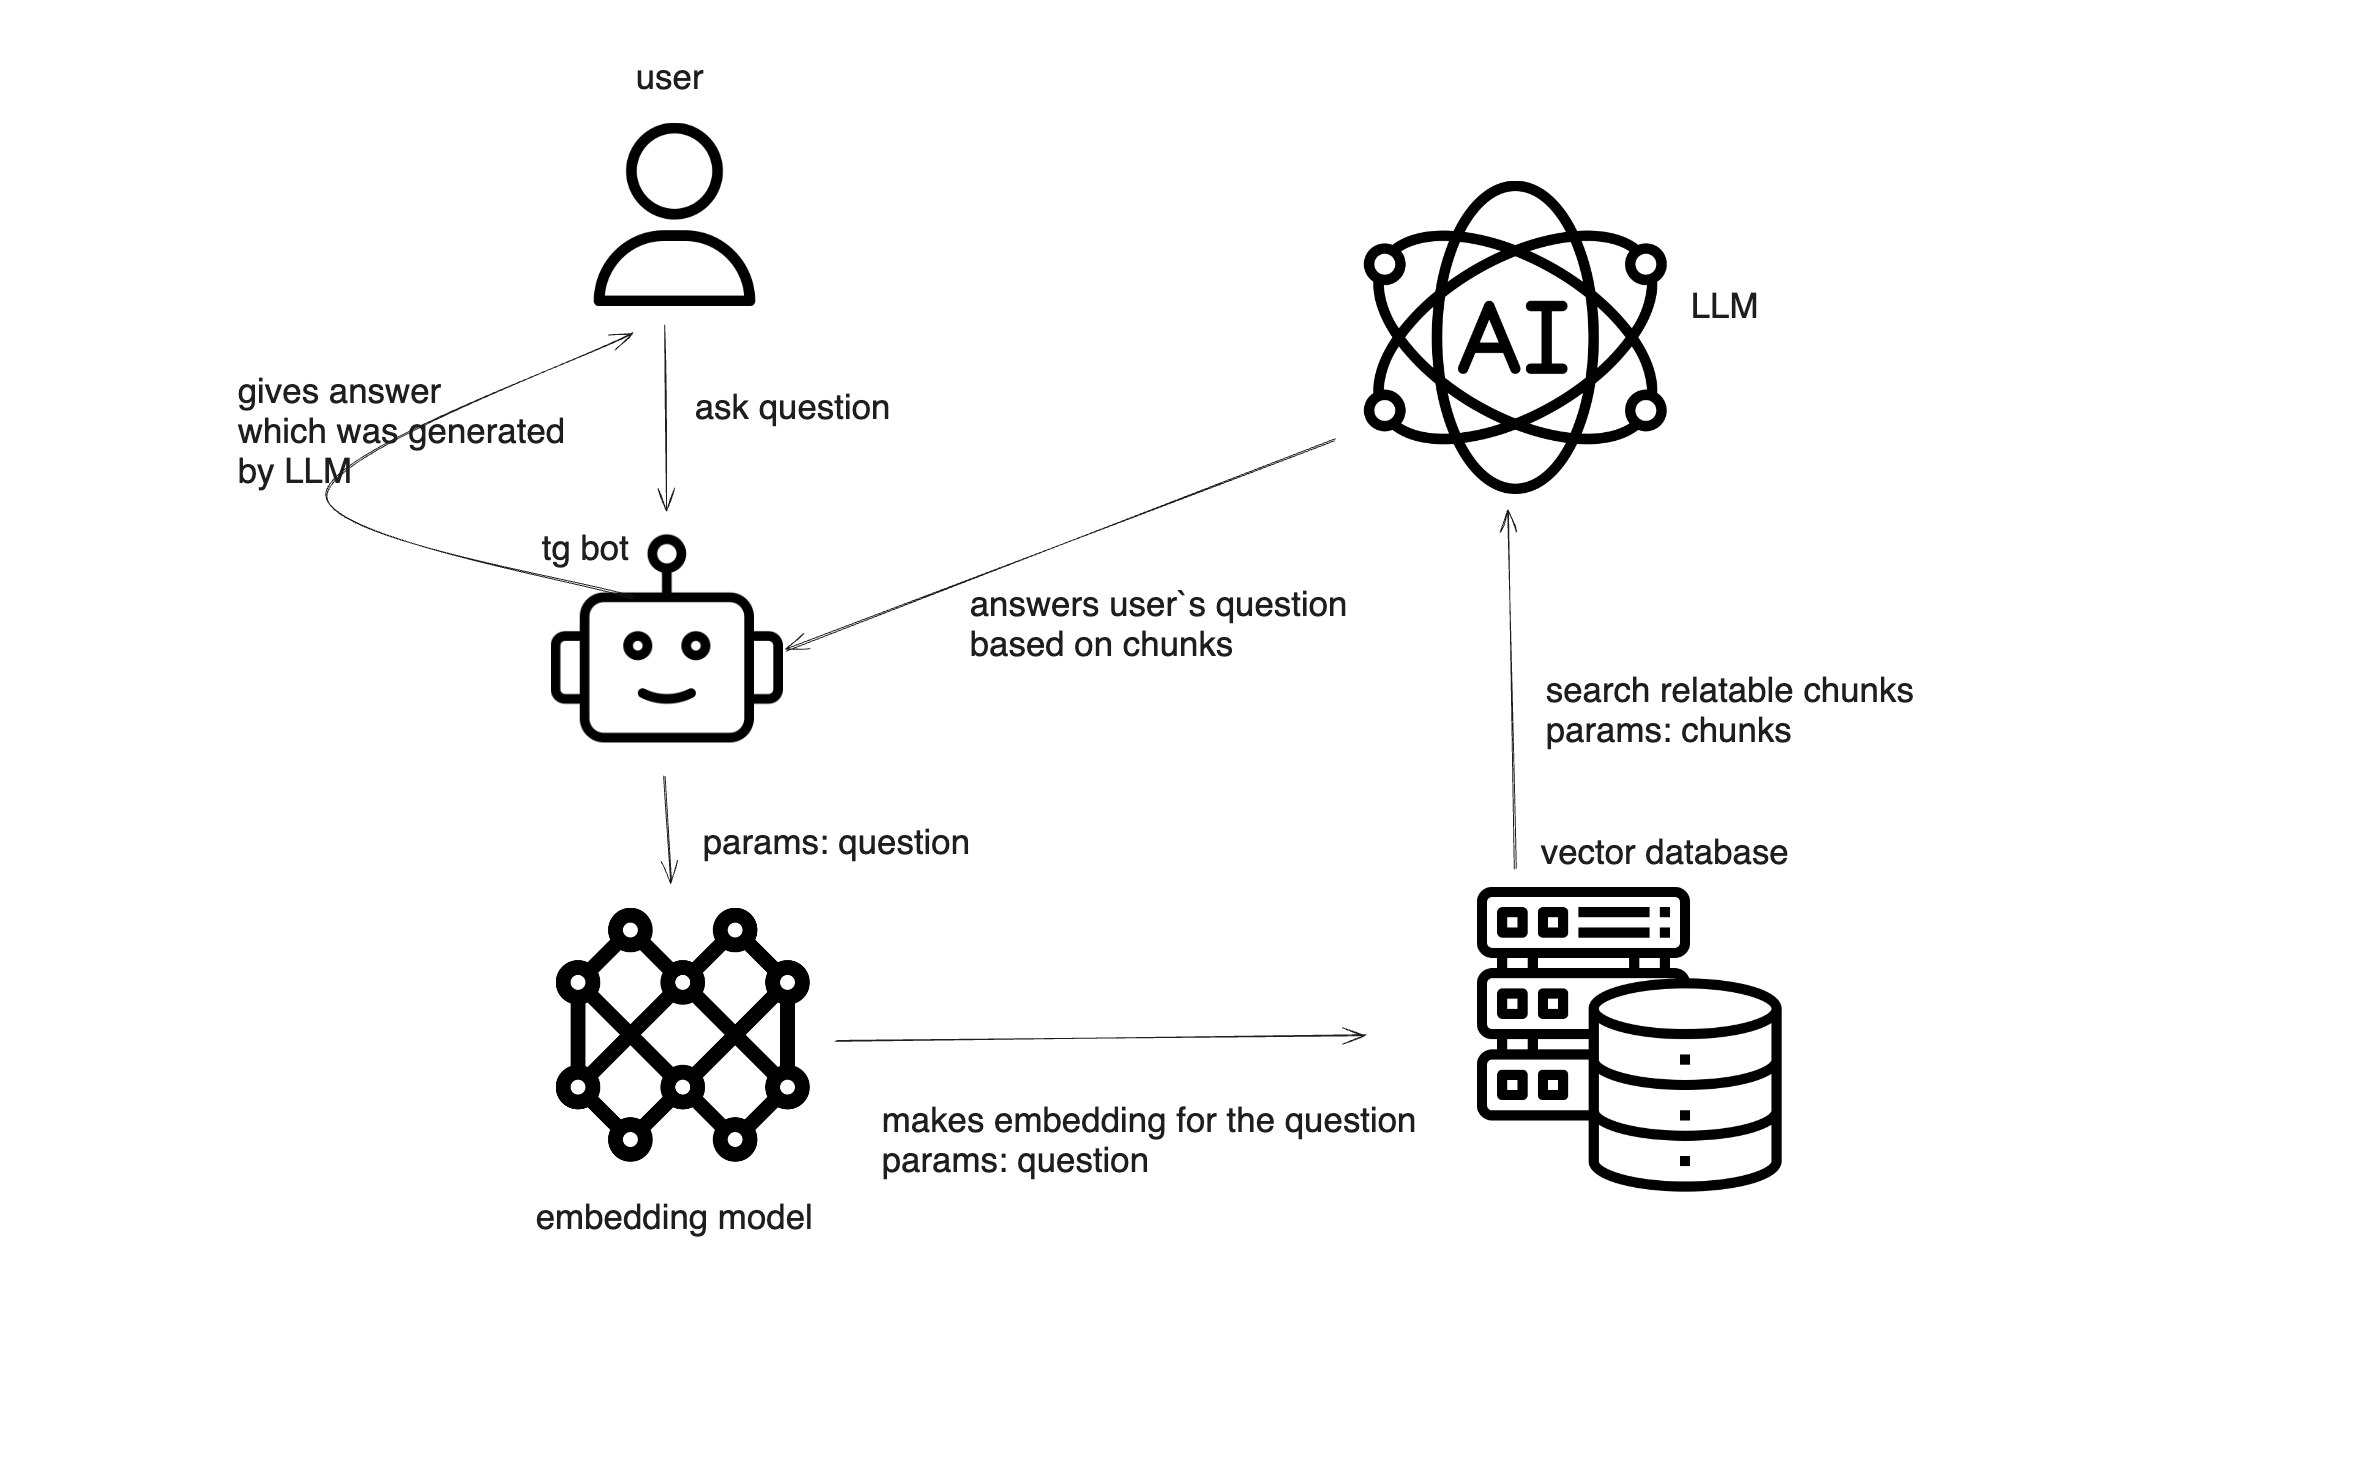 user
AI
LLM
gives answer
which was generated
by LLM
ask question
tg bot
answers user`s question
based on chunks
search relatable chunks
params: chunks
params: question
vector database
makes embedding for the question
params: question
embedding model